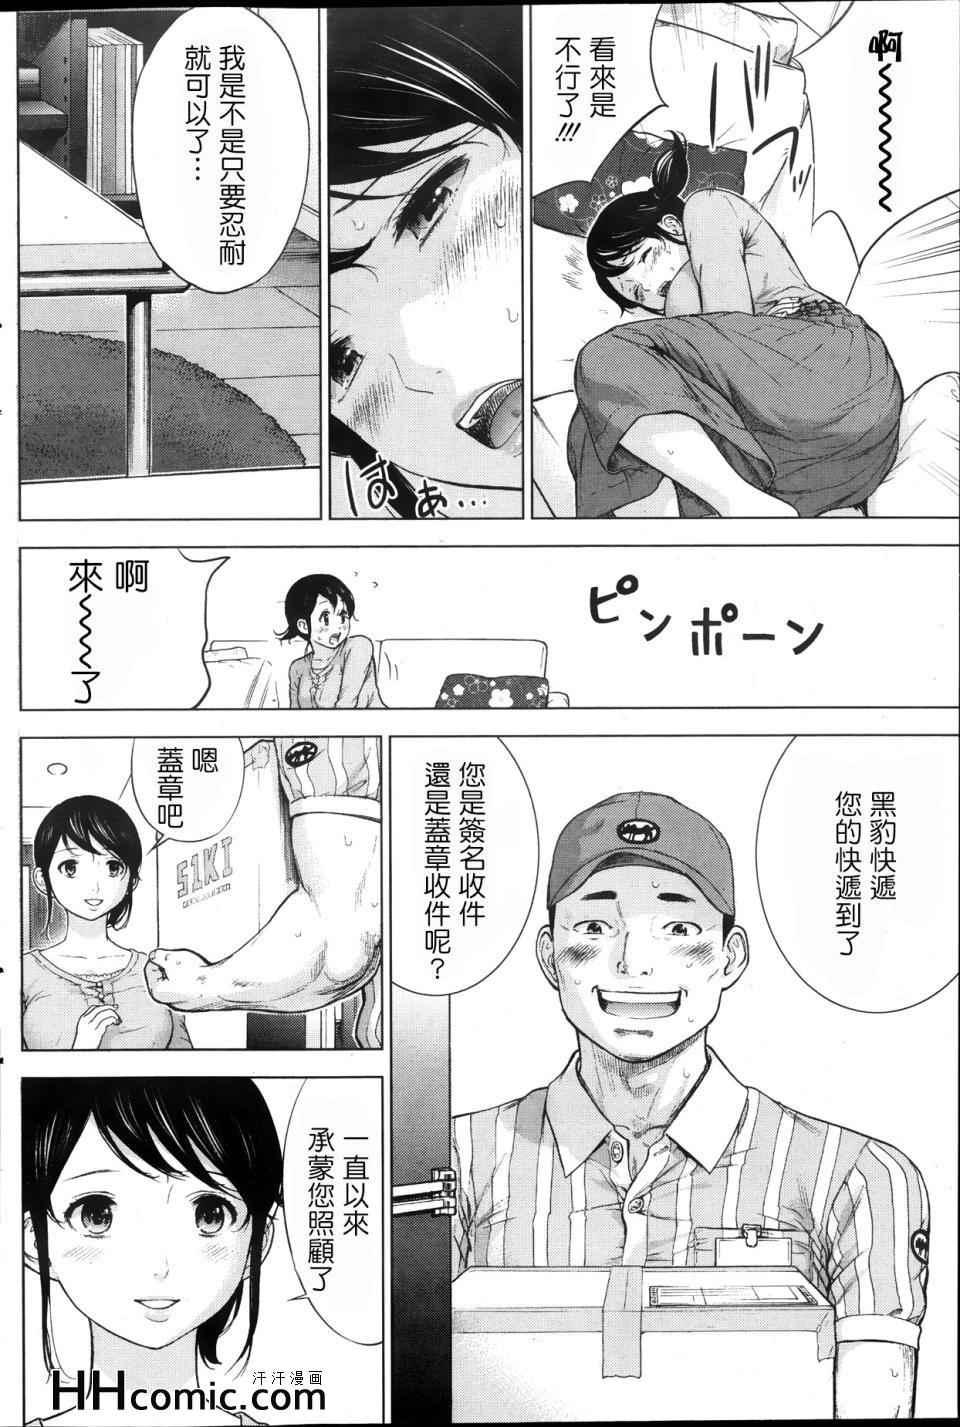 啊～
看來是
不行了!!!
はぁ…
我是不是只要忍耐
就可以了…
ピンポーン
啊
來～了
黑豹快遞
您的快遞到了
您是簽名收件
還是蓋章收件呢？
嗯
蓋章吧
S1KI
一直以來
承蒙您照顧了
汗汗漫画
HHcomic.com